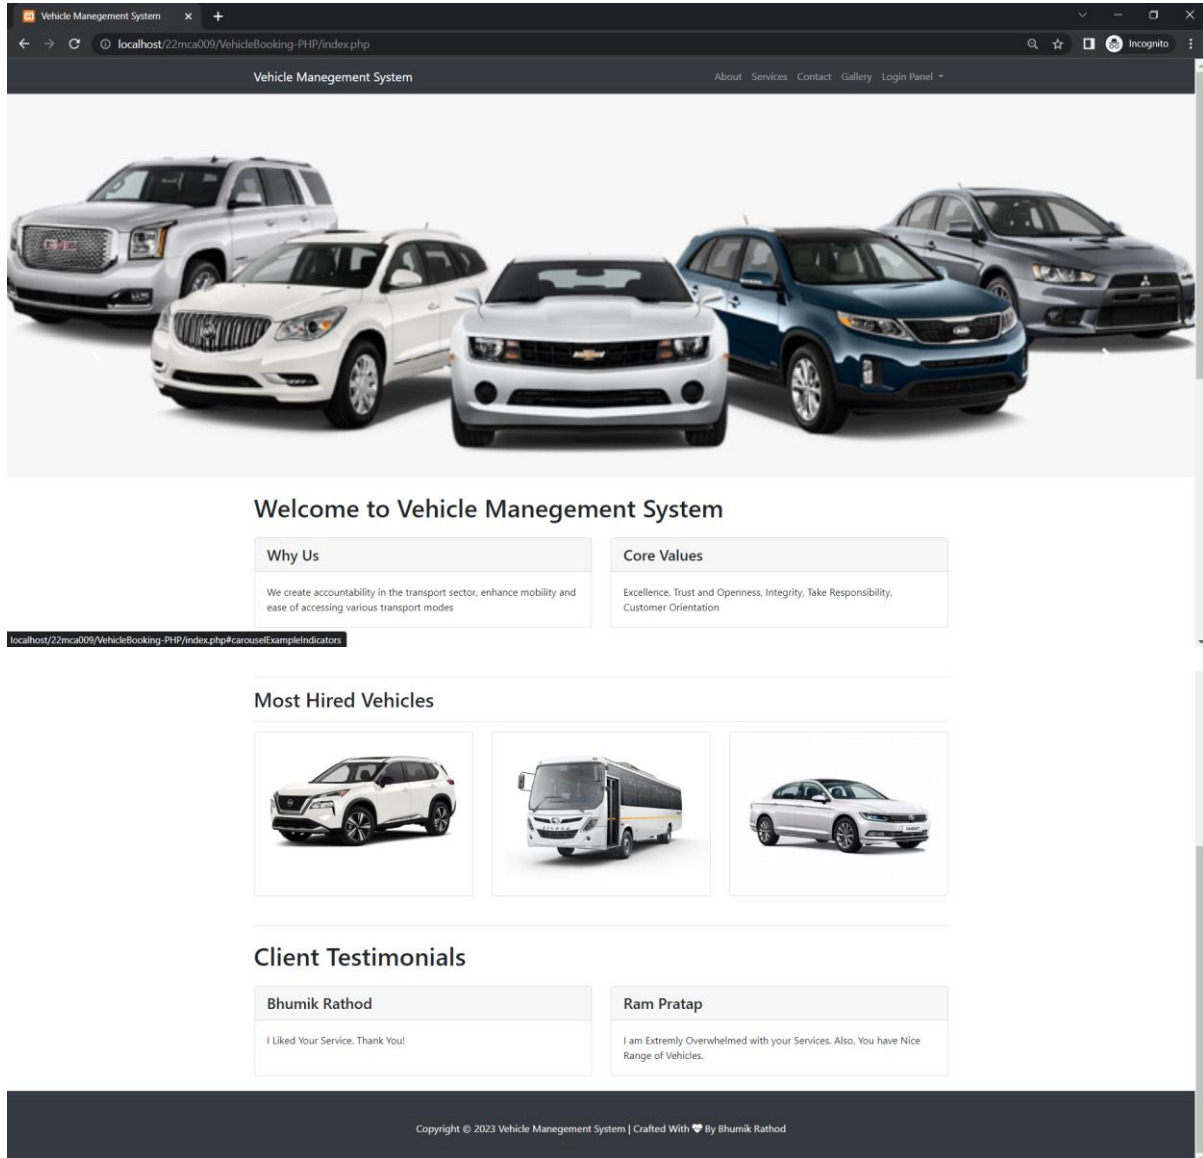 Vehicle Manegement System
localhost/22mca009/VehicleBooking-PHP/index.php
Incognito
Vehicle Manegement System
About Services Contact Gallery Login Panel
GMC
KIA
Welcome to Vehicle Manegement System
Why Us
We create accountability in the transport sector, enhance mobility and
ease of accessing various transport modes
Core Values
Excellence, Trust and Openness, Integrity, Take Responsibility,
Customer Orientation
localhost/22mca009/VehicleBooking-PHP/index.php#carouselExampleIndicators
Most Hired Vehicles
PASSAT
Client Testimonials
Bhumik Rathod
I Liked Your Service. Thank You!
Ram Pratap
I am Extremly Overwhelmed with your Services. Also, You have Nice
Range of Vehicles.
Copyright © 2023 Vehicle Manegement System | Crafted With By Bhumik Rathod